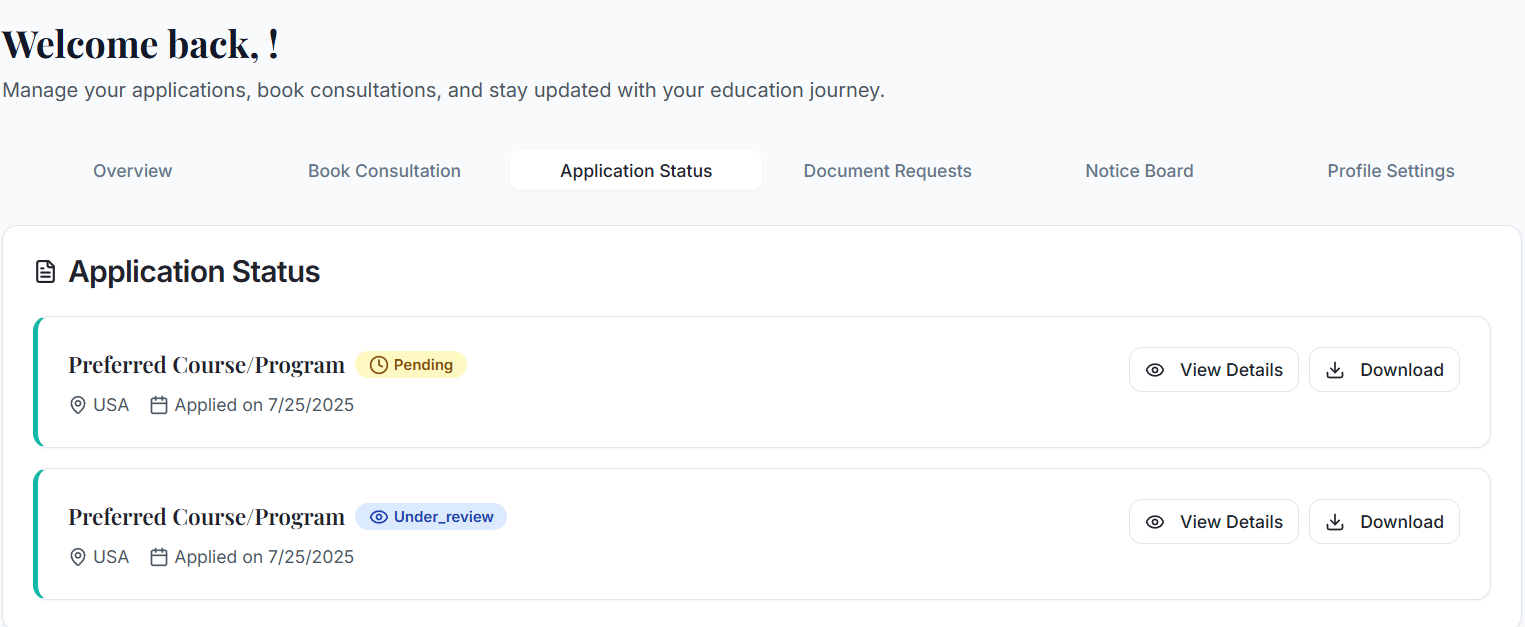 Welcome back, !
Manage your applications, book consultations, and stay updated with your education journey.
Overview Book Consultation Application Status Document Requests Notice Board Profile Settings
Application Status
Preferred Course/Program Pending View Details Download
USA Applied on 7/25/2025
Preferred Course/Program Under_review View Details Download
USA Applied on 7/25/2025